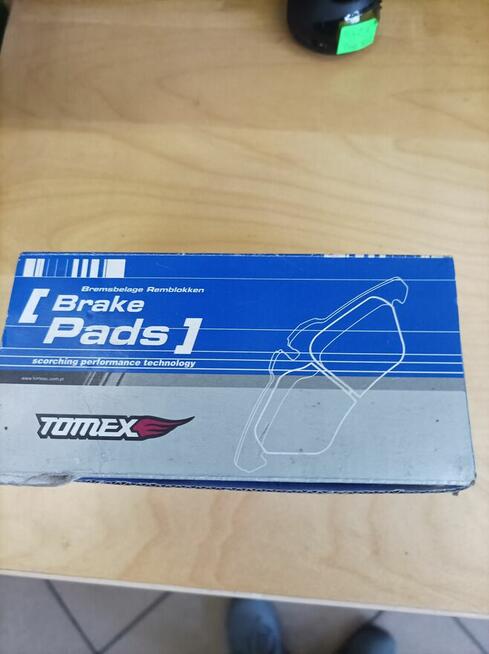 Bremsbelage Remblokken
[ Brake
Pads ]
scorching performance technology
www.tomex.com.pl
TOMEX